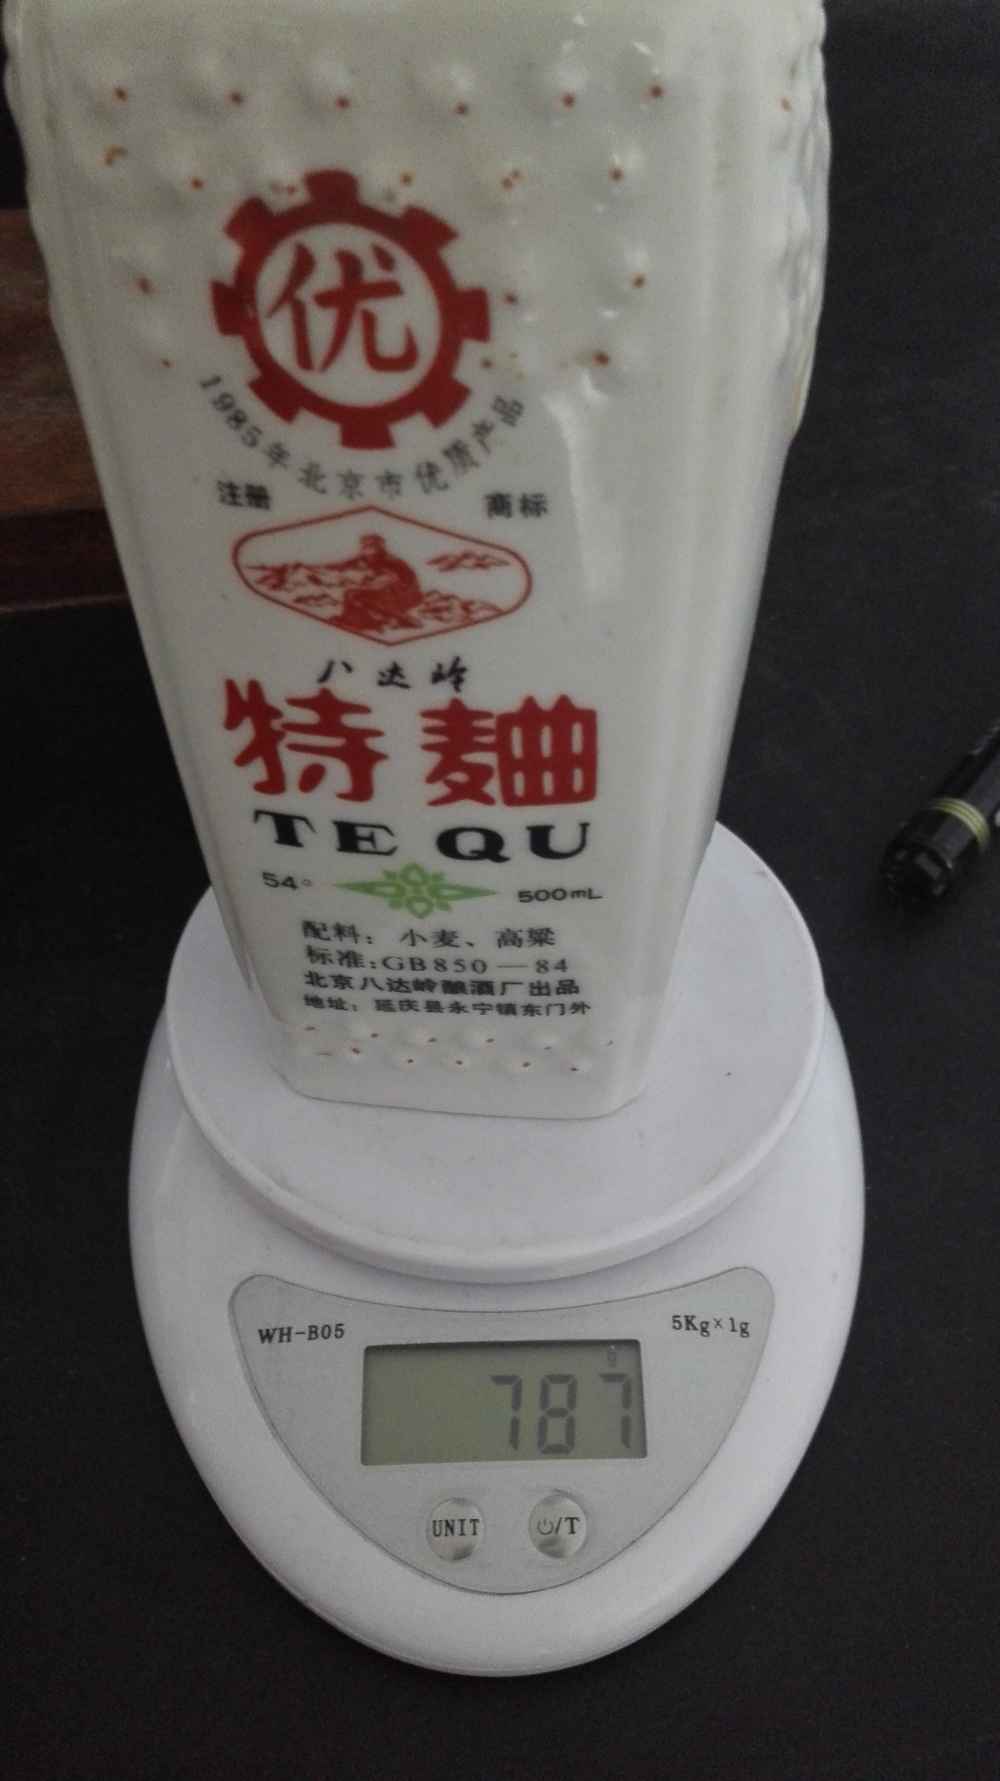 优
1985年北京市优质产品
注册 商标
八达岭
特麯
TE QU
54° 500mL
配料：小麦、高粱
标准:GB850—84
北京八达岭酿酒厂出品
地址：延庆县永宁镇东门外
WH-B05 5Kg×1g
g
787
UNIT ⏻/T